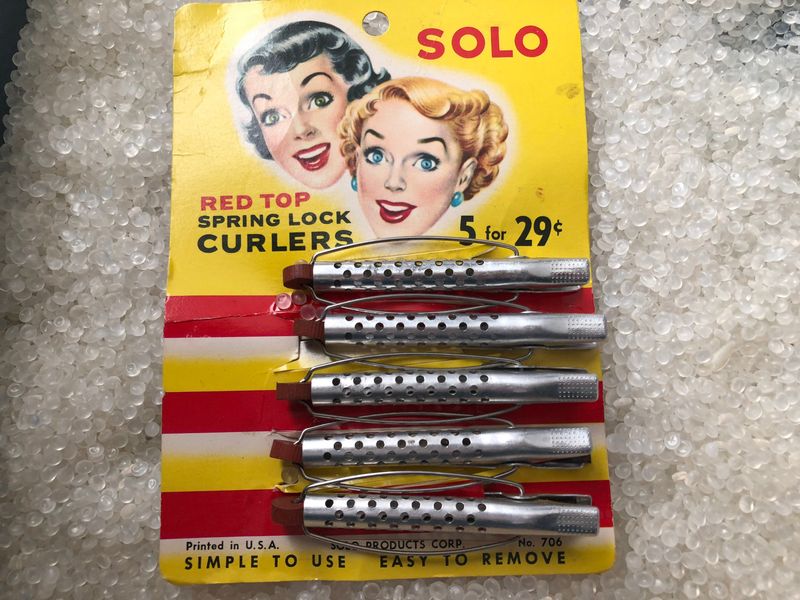 SOLO
RED TOP
SPRING LOCK
CURLERS
5 for 29¢
Printed in U.S.A. SOLO PRODUCTS CORP. No. 706
SIMPLE TO USE EASY TO REMOVE